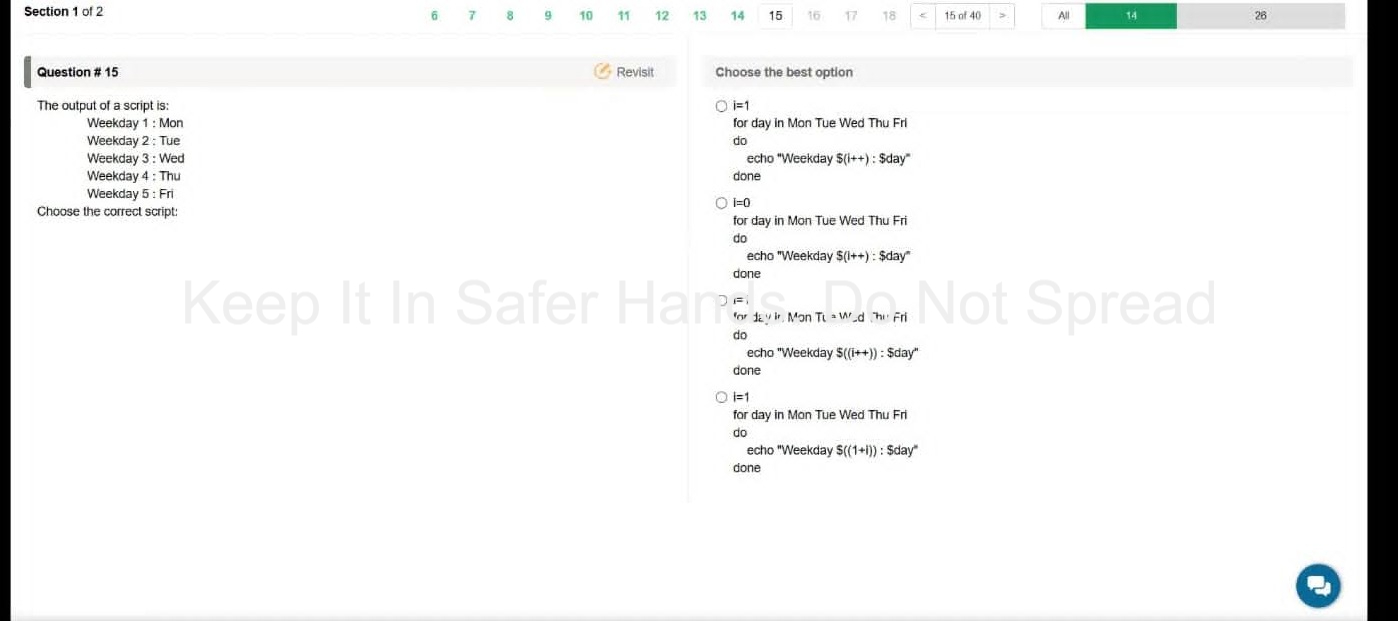 Section 1 of 2
6 7 8 9 10 11 12 13 14 15 16 17 18 < 15 of 40 > All 14 26
Question # 15
Revisit
The output of a script is:
Weekday 1 : Mon
Weekday 2 : Tue
Weekday 3 : Wed
Weekday 4 : Thu
Weekday 5 : Fri
Choose the correct script:
Choose the best option
i=1
for day in Mon Tue Wed Thu Fri
do
echo "Weekday $(i++) : $day"
done
i=0
for day in Mon Tue Wed Thu Fri
do
echo "Weekday $(i++) : $day"
done
i=1
for day in Mon Tue Wed Thu Fri
do
echo "Weekday $((i++)) : $day"
done
i=1
for day in Mon Tue Wed Thu Fri
do
echo "Weekday $((1+i)) : $day"
done
Keep It In Safer Hands, Do Not Spread